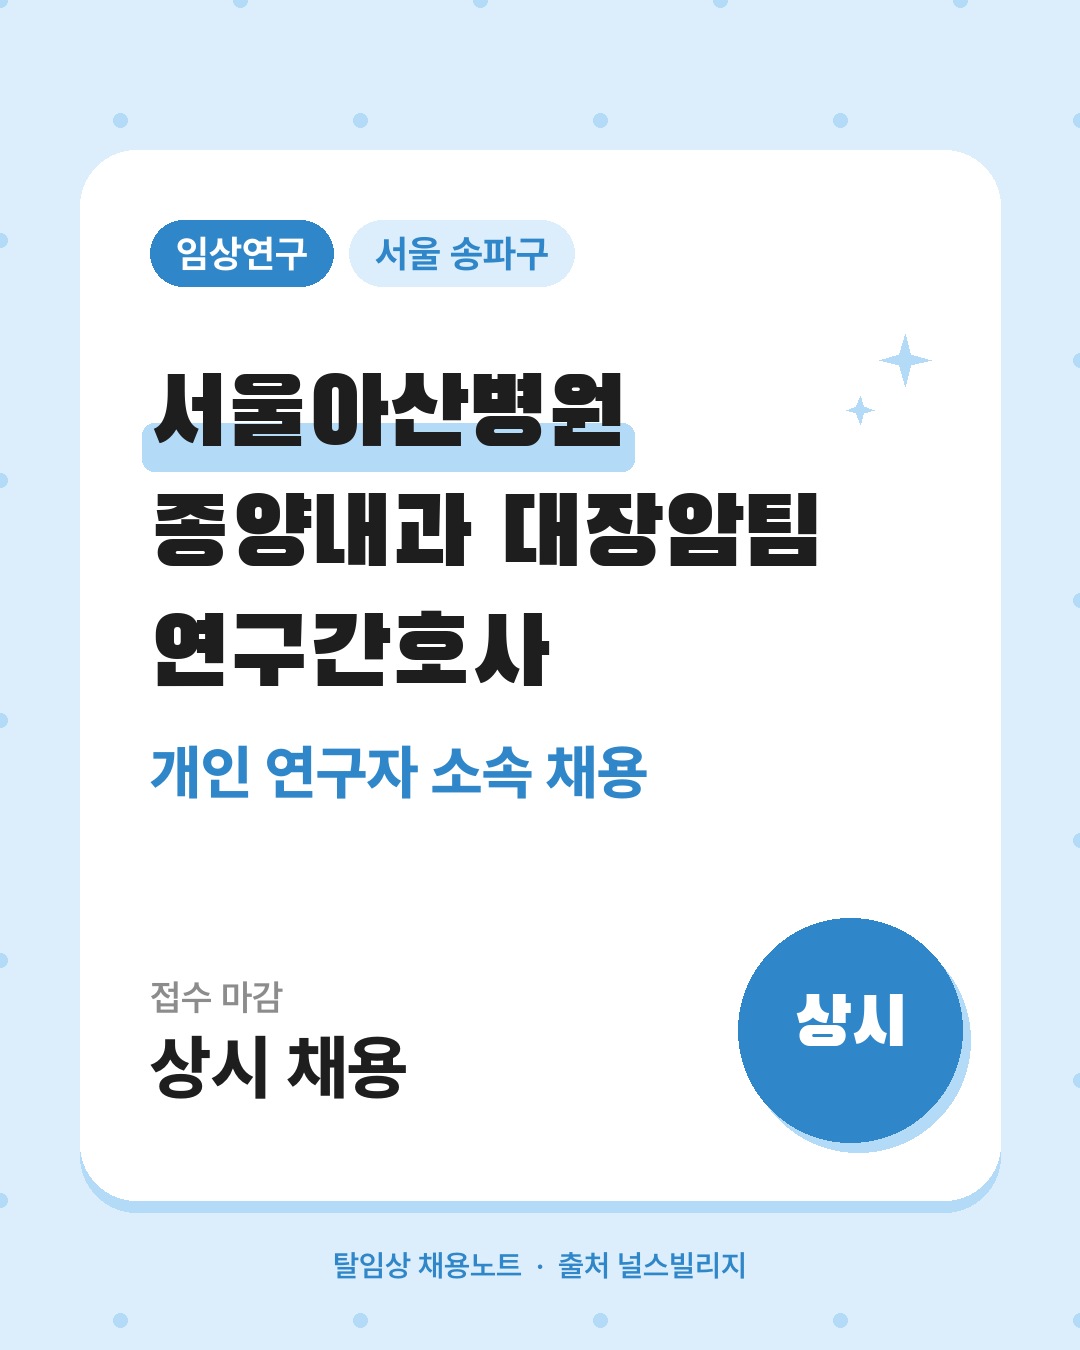 임상연구 서울 송파구
서울아산병원
종양내과 대장암팀
연구간호사
개인 연구자 소속 채용
접수 마감
상시 채용
상시
탈임상 채용노트 · 출처 널스빌리지